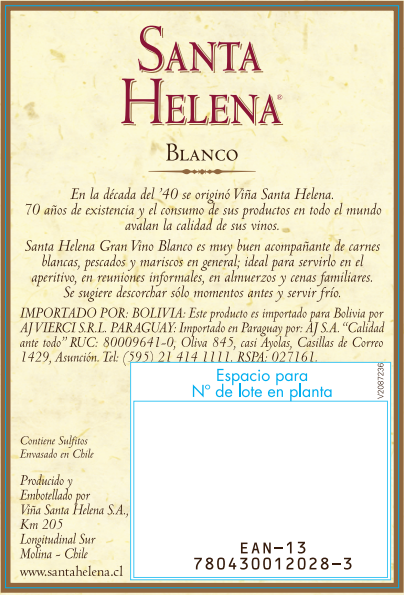 SANTA
HELENA®
BLANCO
En la década del '40 se originó Viña Santa Helena.
70 años de existencia y el consumo de sus productos en todo el mundo
avalan la calidad de sus vinos.
Santa Helena Gran Vino Blanco es muy buen acompañante de carnes
blancas, pescados y mariscos en general; ideal para servirlo en el
aperitivo, en reuniones informales, en almuerzos y cenas familiares.
Se sugiere descorchar sólo momentos antes y servir frío.
IMPORTADO POR: BOLIVIA: Este producto es importado para Bolivia por
AJ VIERCI S.R.L. PARAGUAY: Importado en Paraguay por: AJ S.A. "Calidad
ante todo" RUC: 80009641-0, Oliva 845, casi Ayolas, Casillas de Correo
1429, Asunción. Tel: (595) 21 414 1111. RSPA: 027161.
Espacio para
N° de lote en planta
V2087236
Contiene Sulfitos
Envasado en Chile
Producido y
Embotellado por
Viña Santa Helena S.A.,
Km 205
Longitudinal Sur
Molina - Chile
www.santahelena.cl
EAN-13
780430012028-3